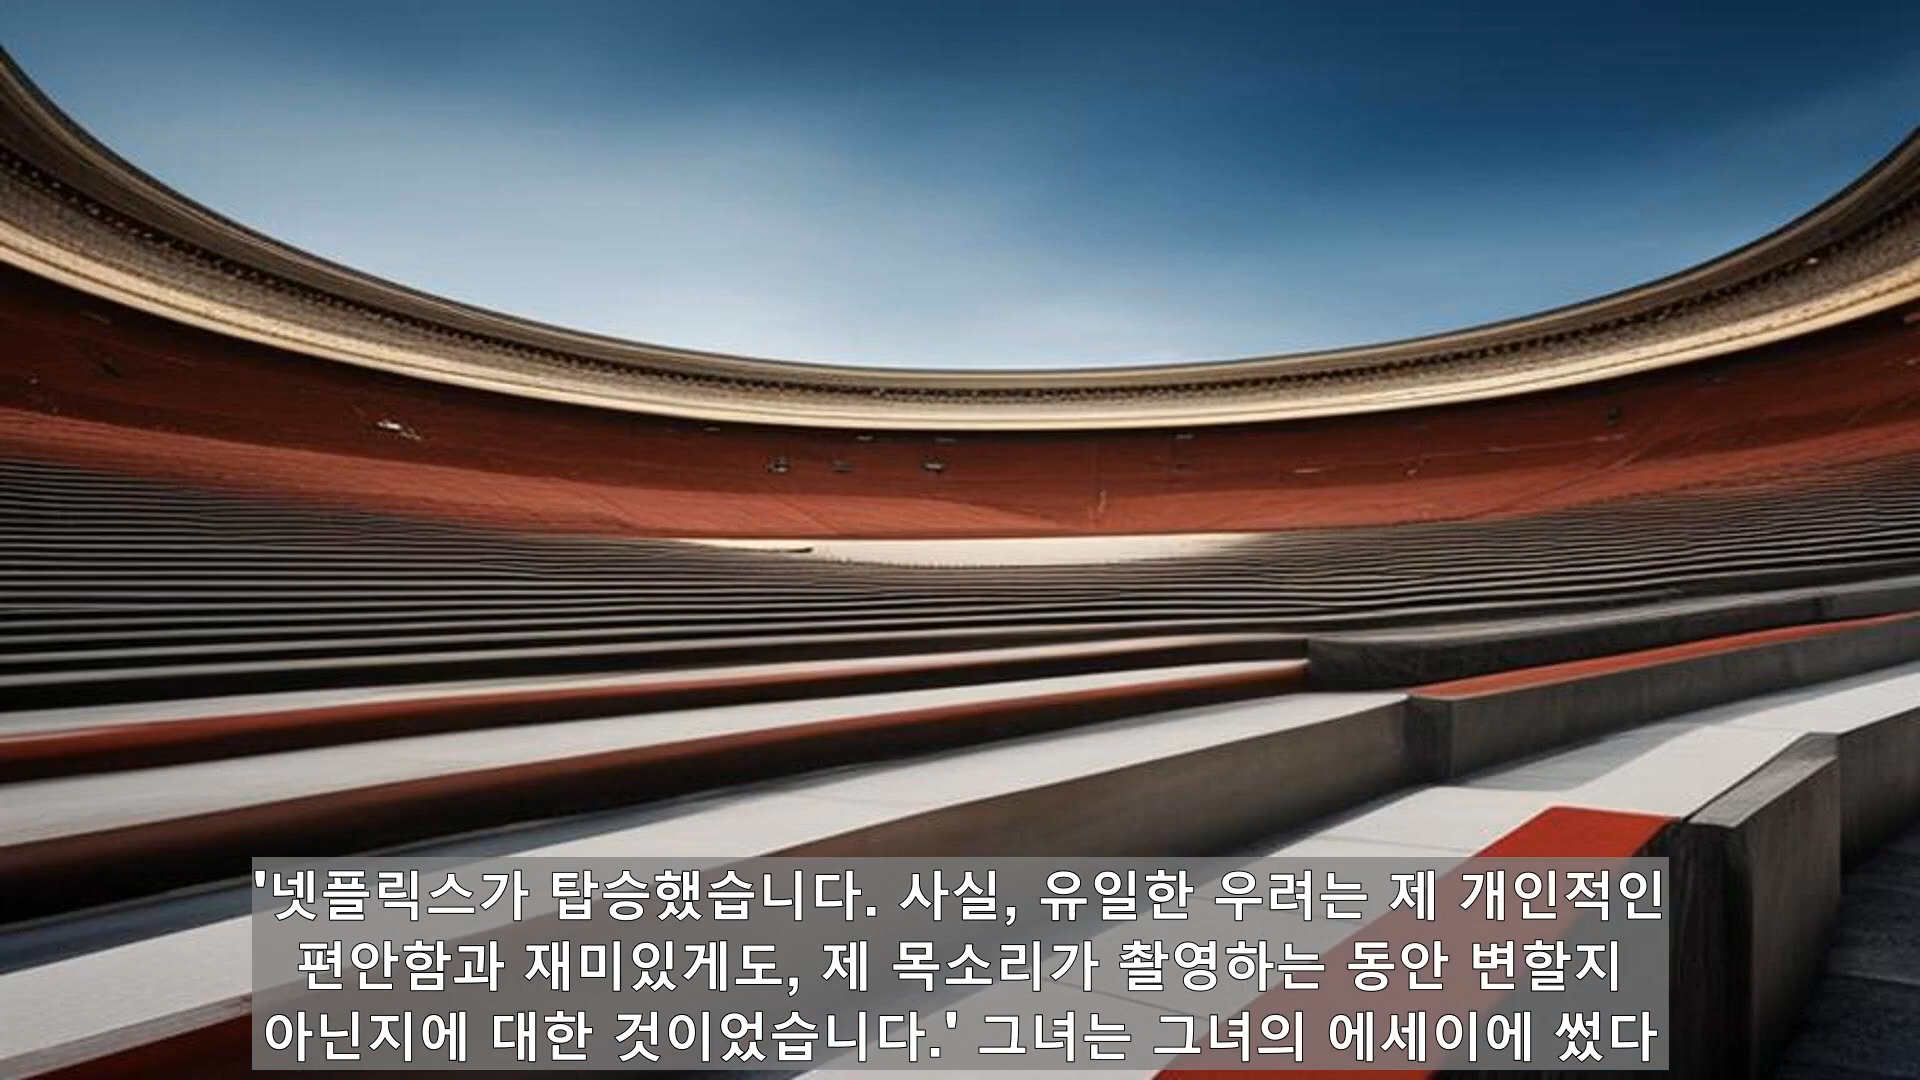 '넷플릭스가 탑승했습니다. 사실, 유일한 우려는 제 개인적인
편안함과 재미있게도, 제 목소리가 촬영하는 동안 변할지
아닌지에 대한 것이었습니다.' 그녀는 그녀의 에세이에 썼다